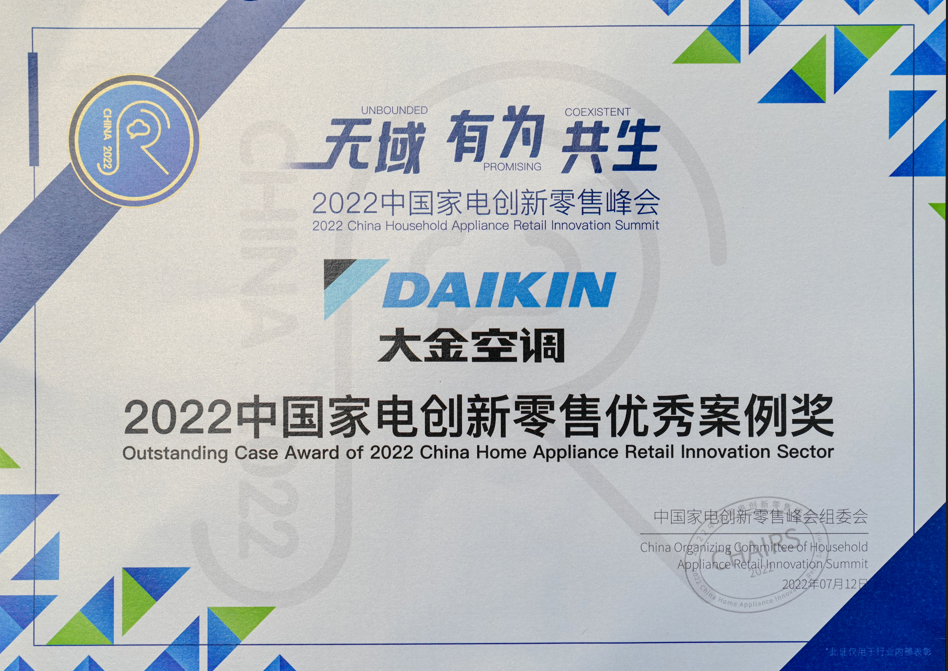 CHINA 2022
UNBOUNDED
无域
有为
PROMISING
COEXISTENT
共生
2022中国家电创新零售峰会
2022 China Household Appliance Retail Innovation Summit
DAIKIN
大金空调
2022中国家电创新零售优秀案例奖
Outstanding Case Award of 2022 China Home Appliance Retail Innovation Sector
CHINA 2022
中国家电创新零售峰会组委会
China Organizing Committee of Household
Appliance Retail Innovation Summit
2022年07月12日
CHAIRS
2022